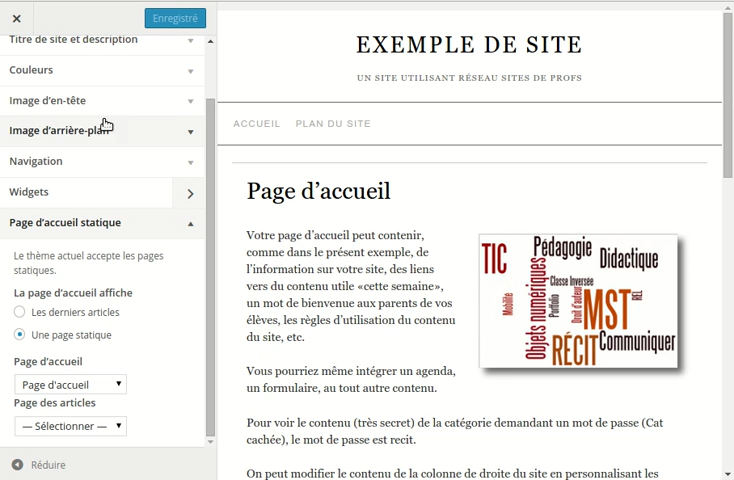 Enregistré
Titre de site et description
Couleurs
Image d’en-tête
Image d’arrière-plan
Navigation
Widgets
Page d’accueil statique
Le thème actuel accepte les pages
statiques.
La page d’accueil affiche
Les derniers articles
Une page statique
Page d’accueil
Page d'accueil
Page des articles
— Sélectionner —
Réduire
EXEMPLE DE SITE
UN SITE UTILISANT RÉSEAU SITES DE PROFS
ACCUEIL PLAN DU SITE
Page d’accueil
Votre page d’accueil peut contenir,
comme dans le présent exemple, de
l’information sur votre site, des liens
vers du contenu utile «cette semaine»,
un mot de bienvenue aux parents de vos
élèves, les règles d’utilisation du contenu
du site, etc.
TIC
Pédagogie
Didactique
Mobilité
Objets numériques
Classe Inversée
Portfolio
Droit d'auteur
MST
REL
RÉCIT
Communiquer
Vous pourriez même intégrer un agenda,
un formulaire, au tout autre contenu.
Pour voir le contenu (très secret) de la catégorie demandant un mot de passe (Cat
cachée), le mot de passe est recit.
On peut modifier le contenu de la colonne de droite du site en personnalisant les